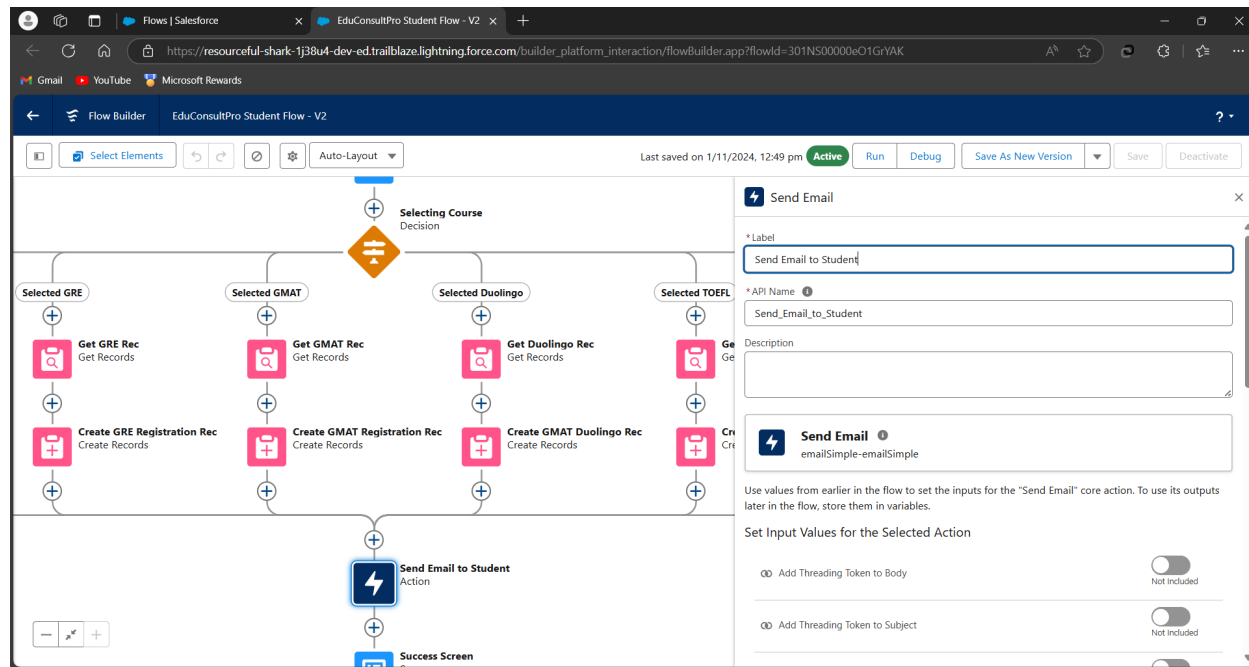 Flows | Salesforce
EduConsultPro Student Flow - V2
https://resourceful-shark-1j38u4-dev-ed.trailblaze.lightning.force.com/builder_platform_interaction/flowBuilder.app?flowId=301NS00000eO1GrYAK
Gmail
YouTube
Microsoft Rewards
Flow Builder
EduConsultPro Student Flow - V2
?
Select Elements
Auto-Layout
Last saved on 1/11/2024, 12:49 pm
Active
Run
Debug
Save As New Version
Save
Deactivate
Selecting Course
Decision
Selected GRE
Selected GMAT
Selected Duolingo
Selected TOEFL
Get GRE Rec
Get Records
Get GMAT Rec
Get Records
Get Duolingo Rec
Get Records
Ge
Ge
Create GRE Registration Rec
Create Records
Create GMAT Registration Rec
Create Records
Create GMAT Duolingo Rec
Create Records
Cre
Cre
Send Email to Student
Action
Success Screen
Send Email
*Label
Send Email to Student
*API Name
Send_Email_to_Student
Description
Send Email
emailSimple-emailSimple
Use values from earlier in the flow to set the inputs for the "Send Email" core action. To use its outputs
later in the flow, store them in variables.
Set Input Values for the Selected Action
Add Threading Token to Body
Not Included
Add Threading Token to Subject
Not Included